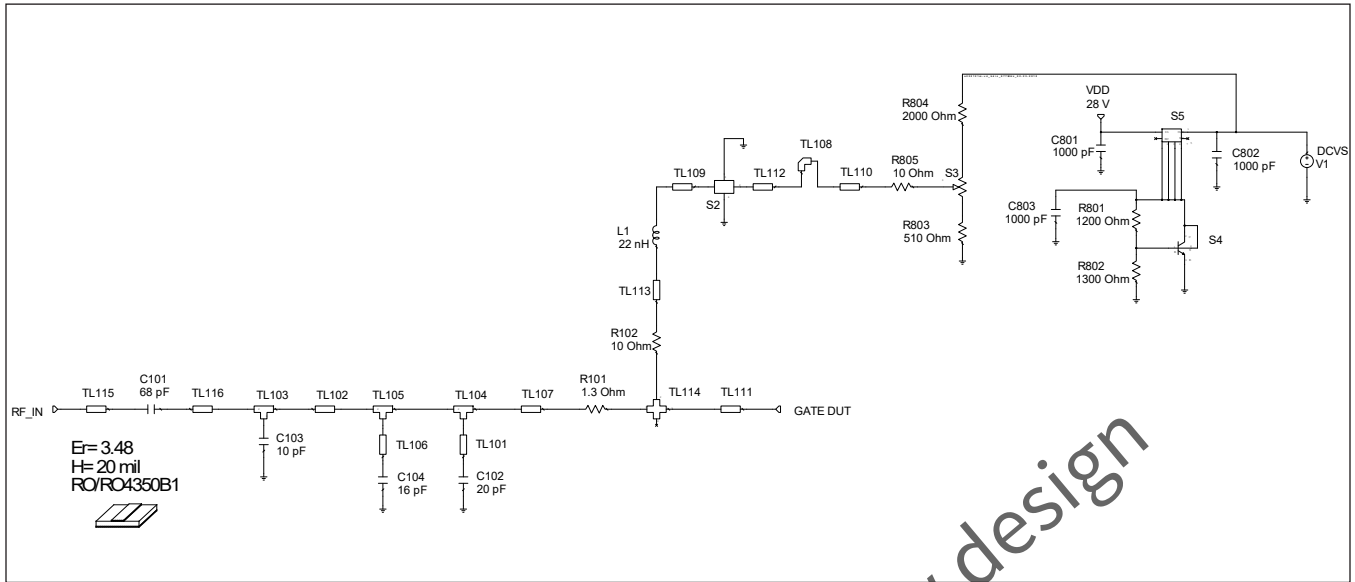 R804
2000 Ohm
VDD
28 V
S5
C801
1000 pF
C802
1000 pF
DCVS
V1
TL108
TL109
TL112
TL110
R805
10 Ohm
S3
S2
C803
1000 pF
R801
1200 Ohm
S4
R803
510 Ohm
R802
1300 Ohm
L1
22 nH
TL113
R102
10 Ohm
RF_IN
TL115
C101
68 pF
TL116
TL103
TL102
TL105
TL104
TL107
R101
1.3 Ohm
TL114
TL111
GATE DUT
C103
10 pF
TL106
TL101
C104
16 pF
C102
20 pF
Er= 3.48
H= 20 mil
RO/RO4350B1
design